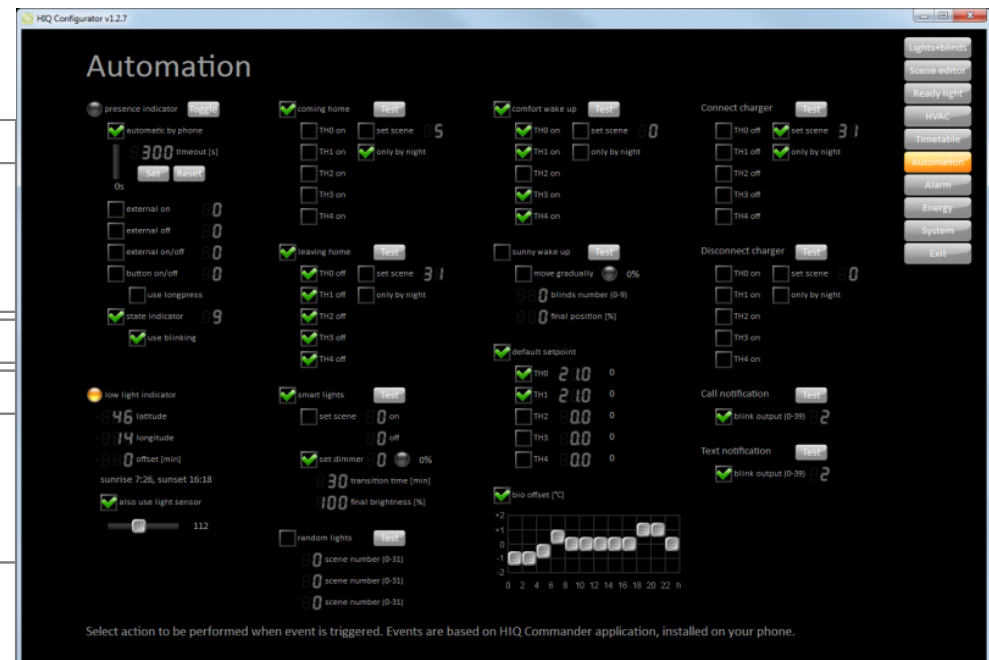 HIQ Configurator v1.2.7
Automation
presence indicator Toggle
automatic by phone
300 timeout [s]
Set Reset
0s
external on 0
external off 0
external on/off 0
button on/off 0
use longpress
state indicator 9
use blinking
low light indicator
46 latitude
14 longitude
0 offset [min]
sunrise 7:26, sunset 16:18
also use light sensor
112
coming home Test
TH0 on set scene 5
TH1 on only by night
TH2 on
TH3 on
TH4 on
leaving home Test
TH0 off set scene 31
TH1 off only by night
TH2 off
TH3 off
TH4 off
smart lights Test
set scene 0 on
0 off
set dimmer 0 0%
30 transition time [min]
100 final brightness [%]
random lights Test
0 scene number (0-31)
0 scene number (0-31)
0 scene number (0-31)
comfort wake up Test
TH0 on set scene 0
TH1 on only by night
TH2 on
TH3 on
TH4 on
sunny wake up Test
move gradually 0%
0 blinds number (0-9)
0 final position [%]
default setpoint
TH0 21.0 0
TH1 21.0 0
TH2 0.0 0
TH3 0.0 0
TH4 0.0 0
bio offset [°C]
+2
+1
0
-1
-2
0 2 4 6 8 10 12 14 16 18 20 22 h
Connect charger Test
TH0 off set scene 31
TH1 off only by night
TH2 off
TH3 off
TH4 off
Disconnect charger Test
TH0 on set scene 0
TH1 on only by night
TH2 on
TH3 on
TH4 on
Call notification Test
blink output (0-39) 2
Text notification Test
blink output (0-39) 2
Lights+blinds
Scene editor
Ready light
HVAC
Timetable
Automation
Alarm
Energy
System
Exit
Select action to be performed when event is triggered. Events are based on HIQ Commander application, installed on your phone.